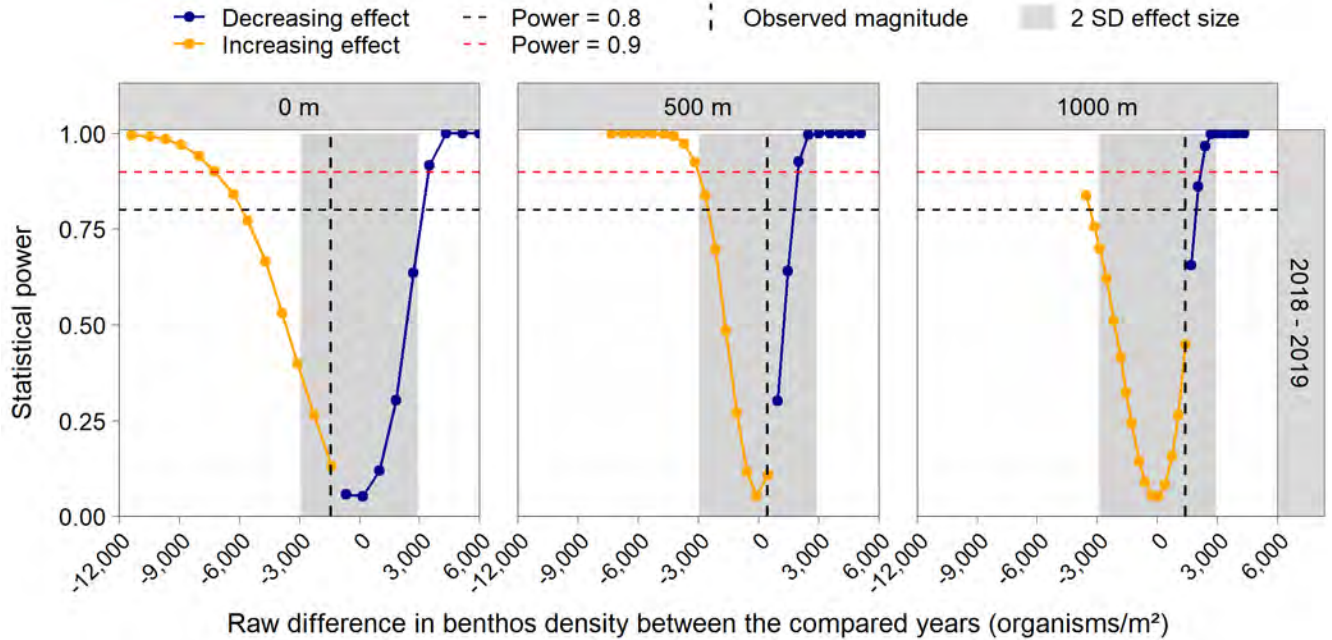 Decreasing effect Power = 0.8 Observed magnitude 2 SD effect size
Increasing effect Power = 0.9
0 m 500 m 1000 m
1.00
0.75
0.50
0.25
0.00
Statistical power
2018 - 2019
-12,000 -9,000 -6,000 -3,000 0 3,000 6,000 -12,000 -9,000 -6,000 -3,000 0 3,000 6,000 -12,000 -9,000 -6,000 -3,000 0 3,000 6,000
Raw difference in benthos density between the compared years (organisms/m²)